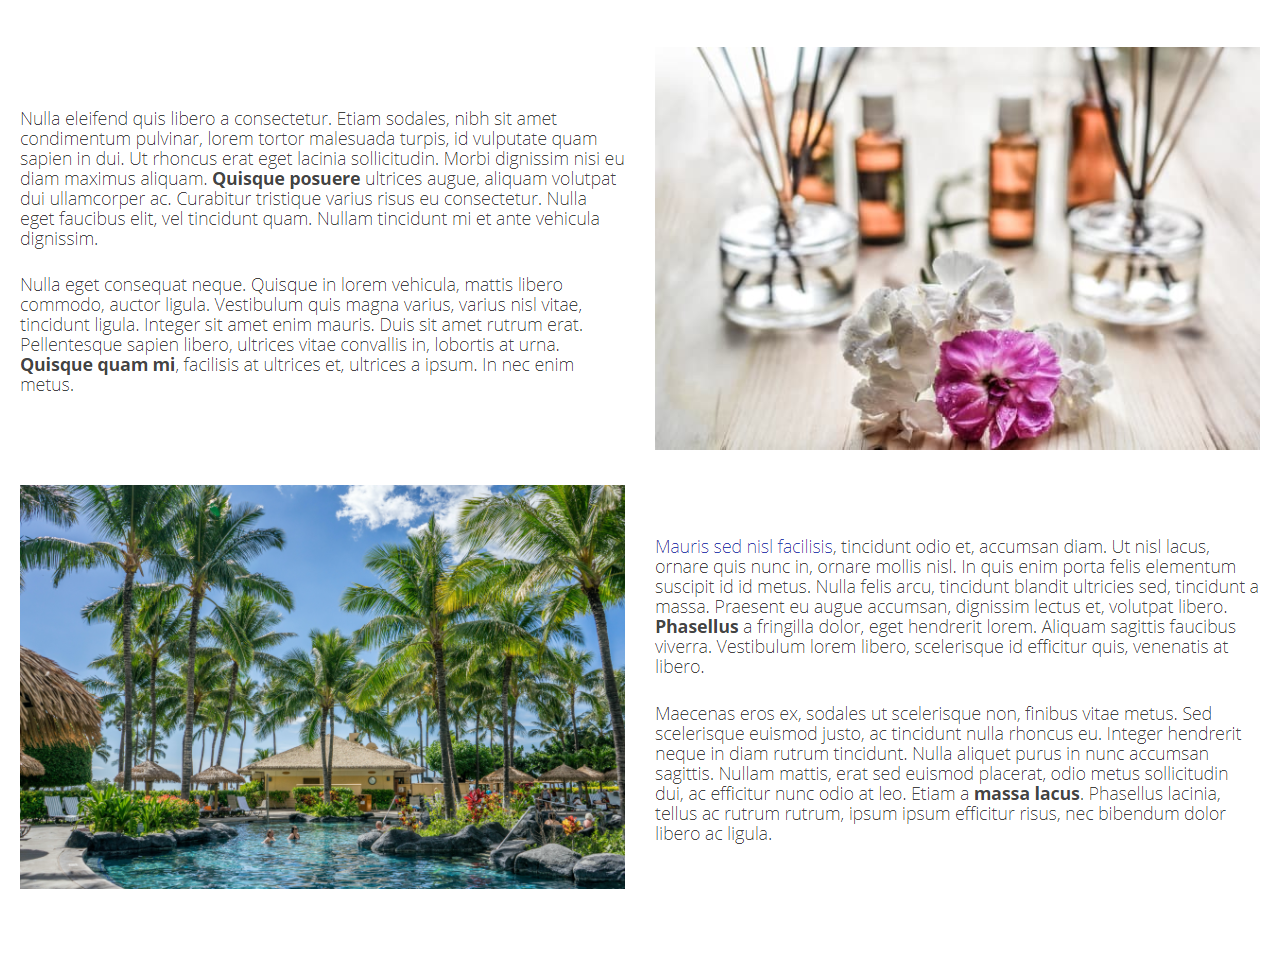 Nulla eleifend quis libero a consectetur. Etiam sodales, nibh sit amet
condimentum pulvinar, lorem tortor malesuada turpis, id vulputate quam
sapien in dui. Ut rhoncus erat eget lacinia sollicitudin. Morbi dignissim nisi eu
diam maximus aliquam. Quisque posuere ultrices augue, aliquam volutpat
dui ullamcorper ac. Curabitur tristique varius risus eu consectetur. Nulla
eget faucibus elit, vel tincidunt quam. Nullam tincidunt mi et ante vehicula
dignissim.
Nulla eget consequat neque. Quisque in lorem vehicula, mattis libero
commodo, auctor ligula. Vestibulum quis magna varius, varius nisl vitae,
tincidunt ligula. Integer sit amet enim mauris. Duis sit amet rutrum erat.
Pellentesque sapien libero, ultrices vitae convallis in, lobortis at urna.
Quisque quam mi, facilisis at ultrices et, ultrices a ipsum. In nec enim
metus.
Mauris sed nisl facilisis, tincidunt odio et, accumsan diam. Ut nisl lacus,
ornare quis nunc in, ornare mollis nisl. In quis enim porta felis elementum
suscipit id id metus. Nulla felis arcu, tincidunt blandit ultricies sed, tincidunt a
massa. Praesent eu augue accumsan, dignissim lectus et, volutpat libero.
Phasellus a fringilla dolor, eget hendrerit lorem. Aliquam sagittis faucibus
viverra. Vestibulum lorem libero, scelerisque id efficitur quis, venenatis at
libero.
Maecenas eros ex, sodales ut scelerisque non, finibus vitae metus. Sed
scelerisque euismod justo, ac tincidunt nulla rhoncus eu. Integer hendrerit
neque in diam rutrum tincidunt. Nulla aliquet purus in nunc accumsan
sagittis. Nullam mattis, erat sed euismod placerat, odio metus sollicitudin
dui, ac efficitur nunc odio at leo. Etiam a massa lacus. Phasellus lacinia,
tellus ac rutrum rutrum, ipsum ipsum efficitur risus, nec bibendum dolor
libero ac ligula.